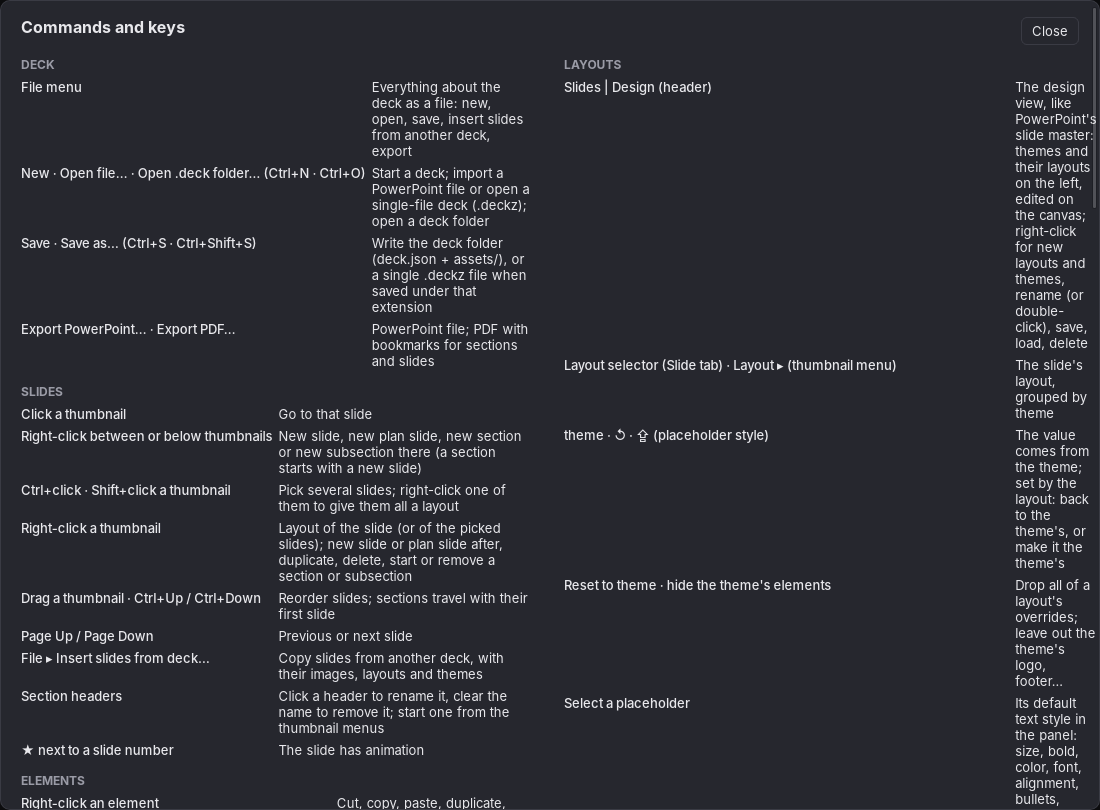 Commands and keys
Close
DECK
File menu
Everything about the
deck as a file: new,
open, save, insert slides
from another deck,
export
New · Open file... · Open .deck folder... (Ctrl+N · Ctrl+O)
Start a deck; import a
PowerPoint file or open a
single-file deck (.deckz);
open a deck folder
Save · Save as... (Ctrl+S · Ctrl+Shift+S)
Write the deck folder
(deck.json + assets/), or
a single .deckz file when
saved under that
extension
Export PowerPoint... · Export PDF...
PowerPoint file; PDF with
bookmarks for sections
and slides
SLIDES
Click a thumbnail
Go to that slide
Right-click between or below thumbnails
New slide, new plan slide, new section
or new subsection there (a section
starts with a new slide)
Ctrl+click · Shift+click a thumbnail
Pick several slides; right-click one of
them to give them all a layout
Right-click a thumbnail
Layout of the slide (or of the picked
slides); new slide or plan slide after,
duplicate, delete, start or remove a
section or subsection
Drag a thumbnail · Ctrl+Up / Ctrl+Down
Reorder slides; sections travel with their
first slide
Page Up / Page Down
Previous or next slide
File ▸ Insert slides from deck...
Copy slides from another deck, with
their images, layouts and themes
Section headers
Click a header to rename it, clear the
name to remove it; start one from the
thumbnail menus
★ next to a slide number
The slide has animation
ELEMENTS
Right-click an element
Cut, copy, paste, duplicate,
LAYOUTS
Slides | Design (header)
The design
view, like
PowerPoint's
slide master:
themes and
their layouts
on the left,
edited on
the canvas;
right-click
for new
layouts and
themes,
rename (or
double-
click), save,
load, delete
Layout selector (Slide tab) · Layout ▸ (thumbnail menu)
The slide's
layout,
grouped by
theme
theme · ↺ · ⇪ (placeholder style)
The value
comes from
the theme;
set by the
layout: back
to the
theme's, or
make it the
theme's
Reset to theme · hide the theme's elements
Drop all of a
layout's
overrides;
leave out the
theme's
logo,
footer...
Select a placeholder
Its default
text style in
the panel:
size, bold,
color, font,
alignment,
bullets,